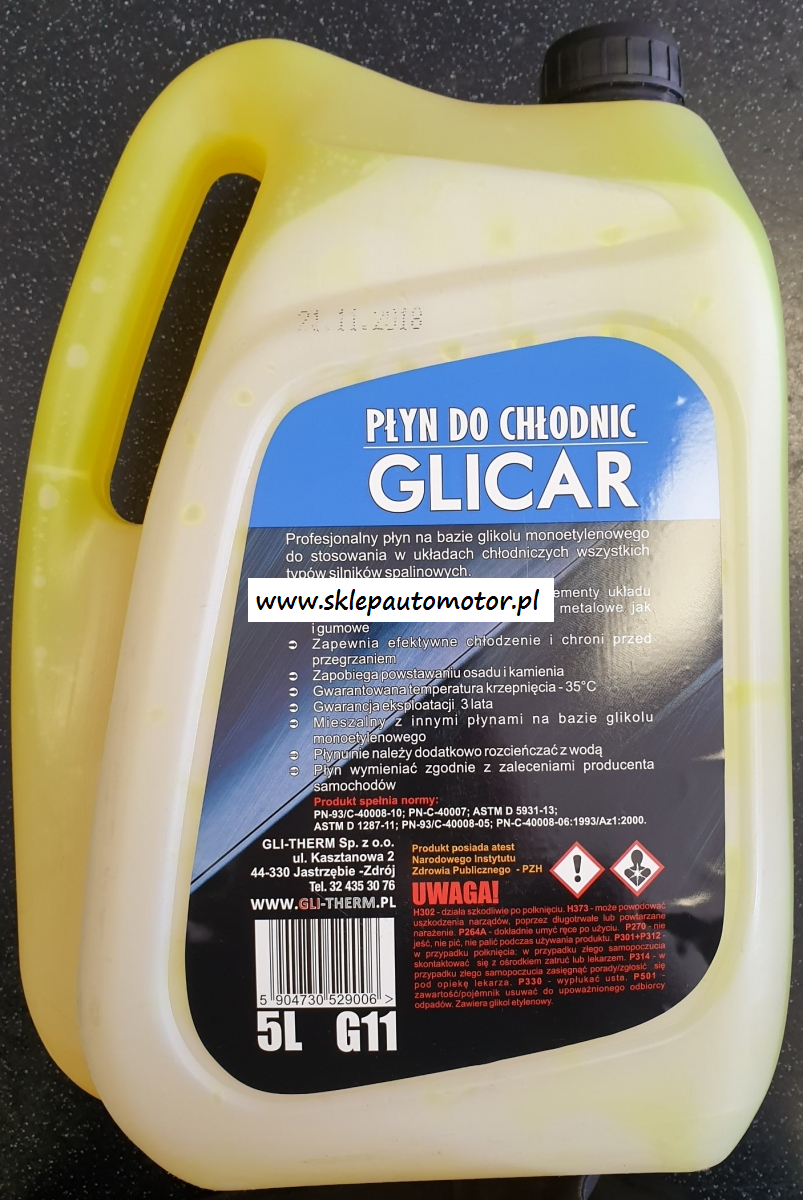 21.11.2018
PŁYN DO CHŁODNIC
GLICAR
Profesjonalny płyn na bazie glikolu monoetylenowego
do stosowania w układach chłodniczych wszystkich
typów silników spalinowych.
www.sklepautomotor.pl
układu
metalowe jak
i gumowe
➲ Zapewnia efektywne chłodzenie i chroni przed
przegrzaniem
➲ Zapobiega powstawaniu osadu i kamienia
➲ Gwarantowana temperatura krzepnięcia - 35°C
➲ Gwarancja eksploatacji 3 lata
➲ Mieszalny z innymi płynami na bazie glikolu
monoetylenowego
➲ Płynu nie należy dodatkowo rozcieńczać z wodą
➲ Płyn wymieniać zgodnie z zaleceniami producenta
samochodów
Produkt spełnia normy:
PN-93/C-40008-10; PN-C-40007; ASTM D 5931-13;
ASTM D 1287-11; PN-93/C-40008-05; PN-C-40008-06:1993/Az1:2000.
GLI-THERM Sp. z o.o.
ul. Kasztanowa 2
44-330 Jastrzębie -Zdrój
Tel. 32 435 30 76
WWW.GLI-THERM.PL
Produkt posiada atest
Narodowego Instytutu
Zdrowia Publicznego - PZH
UWAGA!
H302 - działa szkodliwie po połknięciu. H373 - może powodować
uszkodzenia narządów, poprzez długotrwałe lub powtarzane
narażenie. P264A - dokładnie umyć ręce po użyciu. P270 - nie
jeść, nie pić, nie palić podczas używania produktu. P301+P312 -
w przypadku połknięcia: w przypadku złego samopoczucia
skontaktować się z ośrodkiem zatruć lub lekarzem. P314 - w
przypadku złego samopoczucia zasięgnąć porady/zgłosić się
pod opiekę lekarza. P330 - wypłukać usta. P501 -
zawartość/pojemnik usuwać do upoważnionego odbiorcy
odpadów. Zawiera glikol etylenowy.
5 904730 529006 >
5L G11